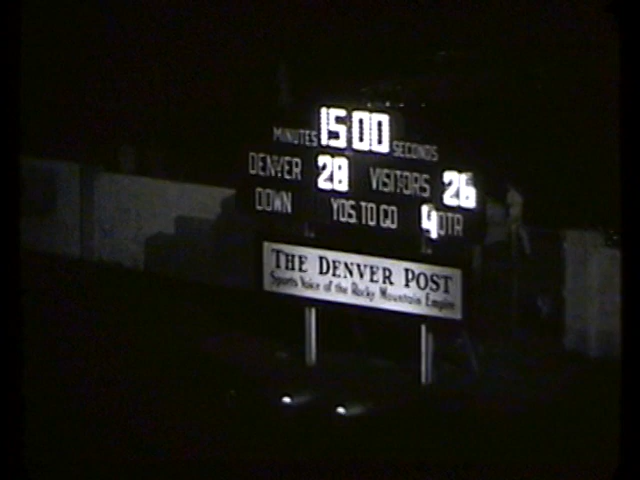 MINUTES 15 00 SECONDS
DENVER 28 VISITORS 26
DOWN YDS. TO GO 4 QTR
THE DENVER POST
Sports Voice of the Rocky Mountain Empire